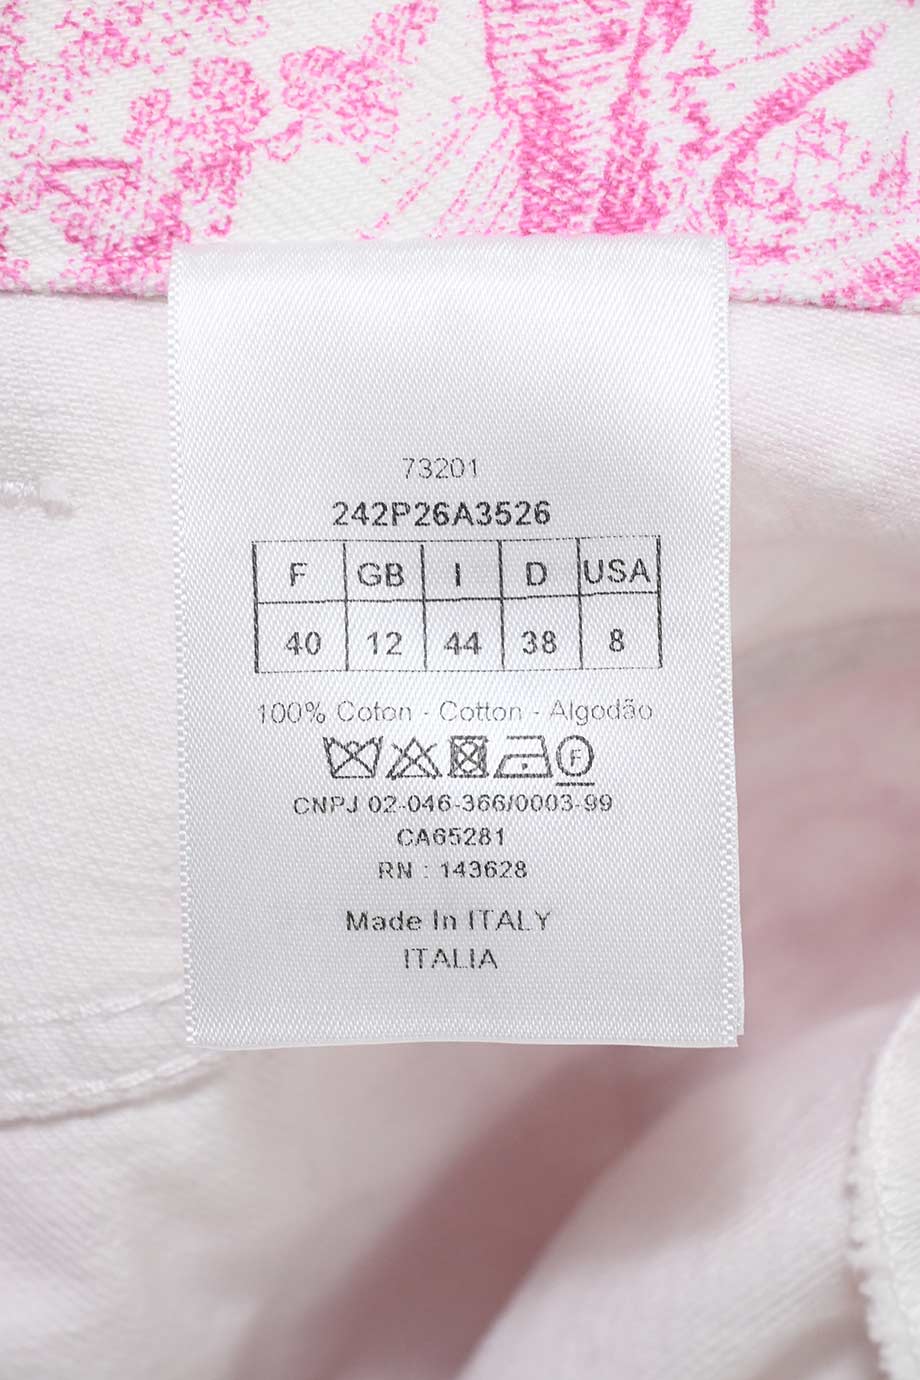 73201
242P26A3526
F GB I D USA
40 12 44 38 8
100% Coton - Cotton - Algodão
F
CNPJ 02-046-366/0003-99
CA65281
RN : 143628
Made In ITALY
ITALIA